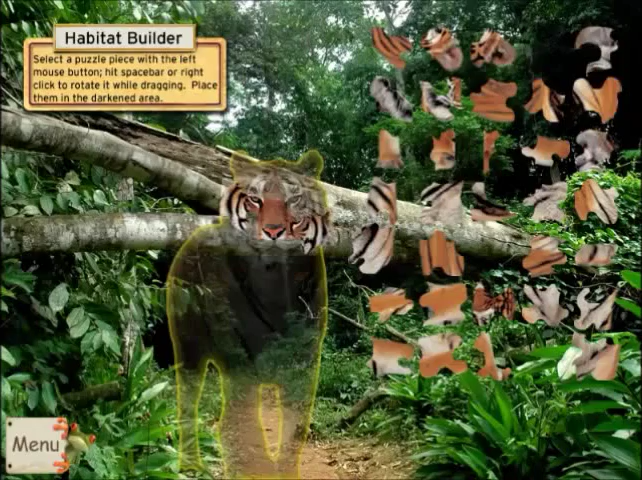 Habitat Builder
Select a puzzle piece with the left
mouse button; hit spacebar or right
click to rotate it while dragging. Place
them in the darkened area.
Menu